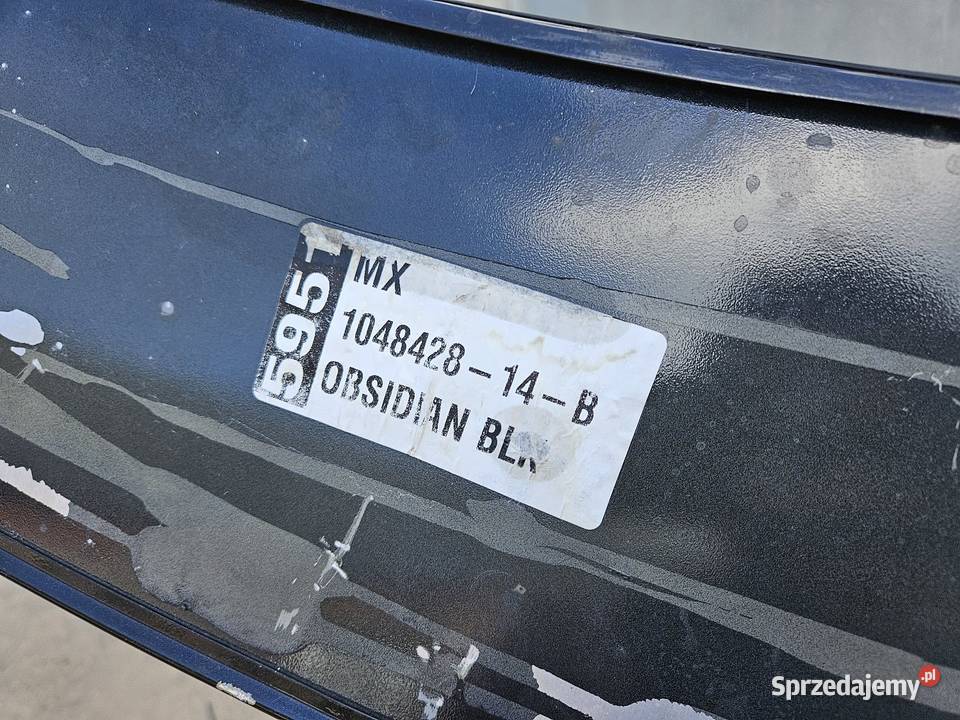 5951
MX
1048428-14-B
OBSIDIAN BLK
Sprzedajemy.pl